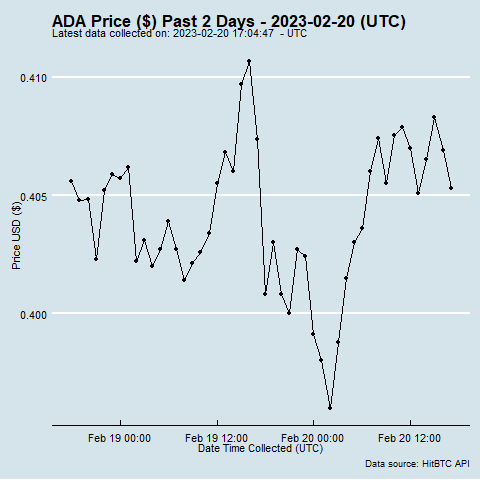 ADA Price ($) Past 2 Days - 2023-02-20 (UTC)
Latest data collected on: 2023-02-20 17:04:47  - UTC
0.410
0.405
0.400
Price USD ($)
Feb 19 00:00 Feb 19 12:00 Feb 20 00:00 Feb 20 12:00
Date Time Collected (UTC)
Data source: HitBTC API